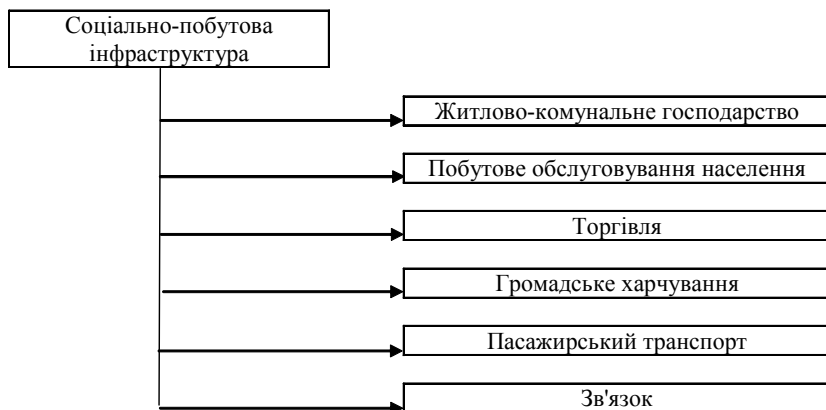 Соціально-побутова
інфраструктура
Житлово-комунальне господарство
Побутове обслуговування населення
Торгівля
Громадське харчування
Пасажирський транспорт
Зв'язок